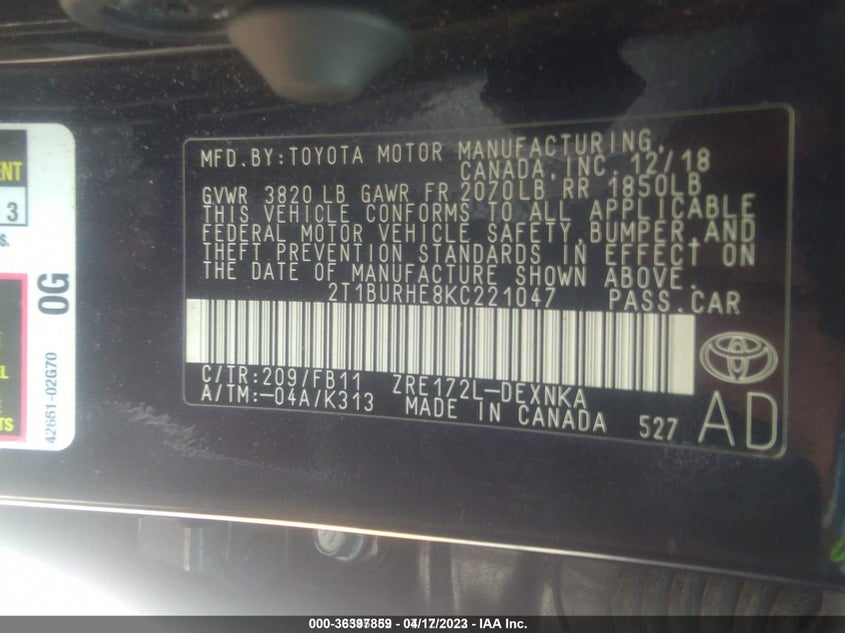 MFD.BY:TOYOTA MOTOR MANUFACTURING,
CANADA, INC. 12/18
GVWR 3820 LB GAWR FR 2070LB RR 1850LB
THIS VEHICLE CONFORMS TO ALL APPLICABLE
FEDERAL MOTOR VEHICLE SAFETY, BUMPER, AND
THEFT PREVENTION STANDARDS IN EFFECT ON
THE DATE OF MANUFACTURE SHOWN ABOVE.
2T1BURHE8KC221047 PASS.CAR
C/TR:209/FB11 ZRE172L-DEXNKA
A/TM:-04A/K313 MADE IN CANADA 527 AD
3
0G
42661-02G70
000-36397859 - 04/17/2023 - IAA Inc.